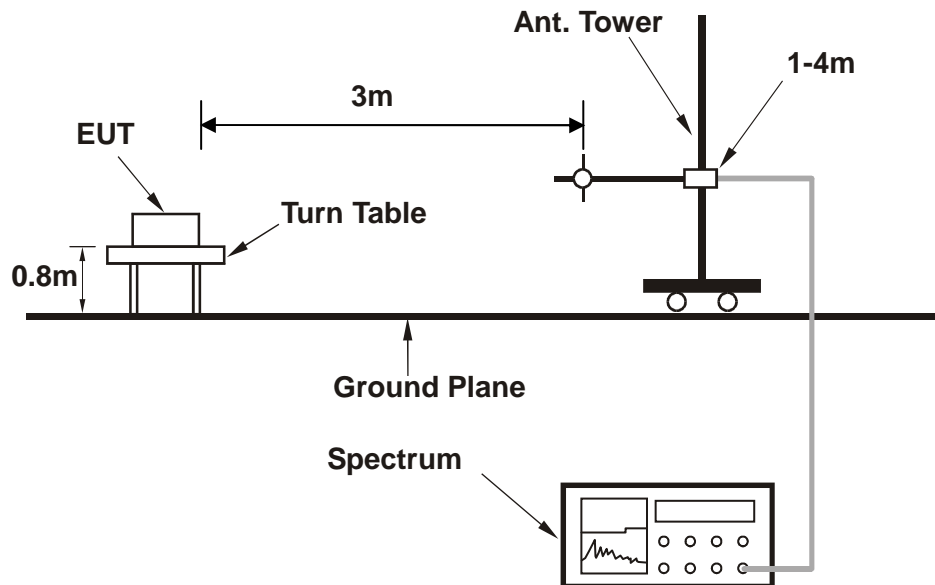 Ant. Tower
1-4m
3m
EUT
Turn Table
0.8m
Ground Plane
Spectrum